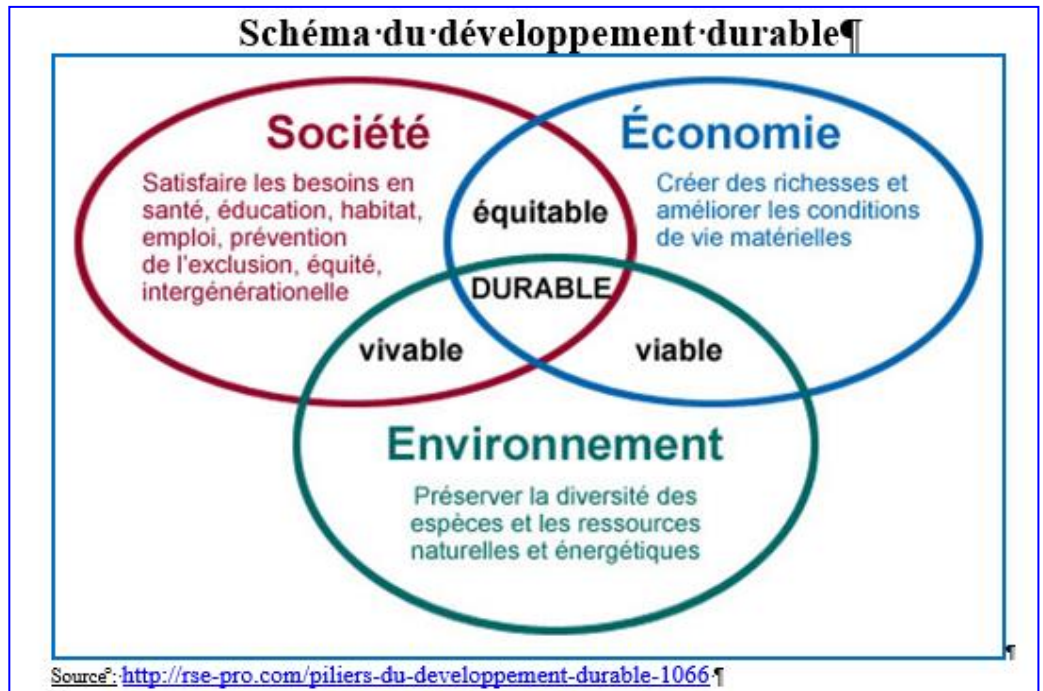 Schéma·du·développement·durable¶
Société
Satisfaire les besoins en
santé, éducation, habitat,
emploi, prévention
de l'exclusion, équité,
intergénérationelle
Économie
Créer des richesses et
améliorer les conditions
de vie matérielles
équitable
DURABLE
vivable
viable
Environnement
Préserver la diversité des
espèces et les ressources
naturelles et énergétiques
¶
Source°:·http://rse-pro.com/piliers-du-developpement-durable-1066·¶